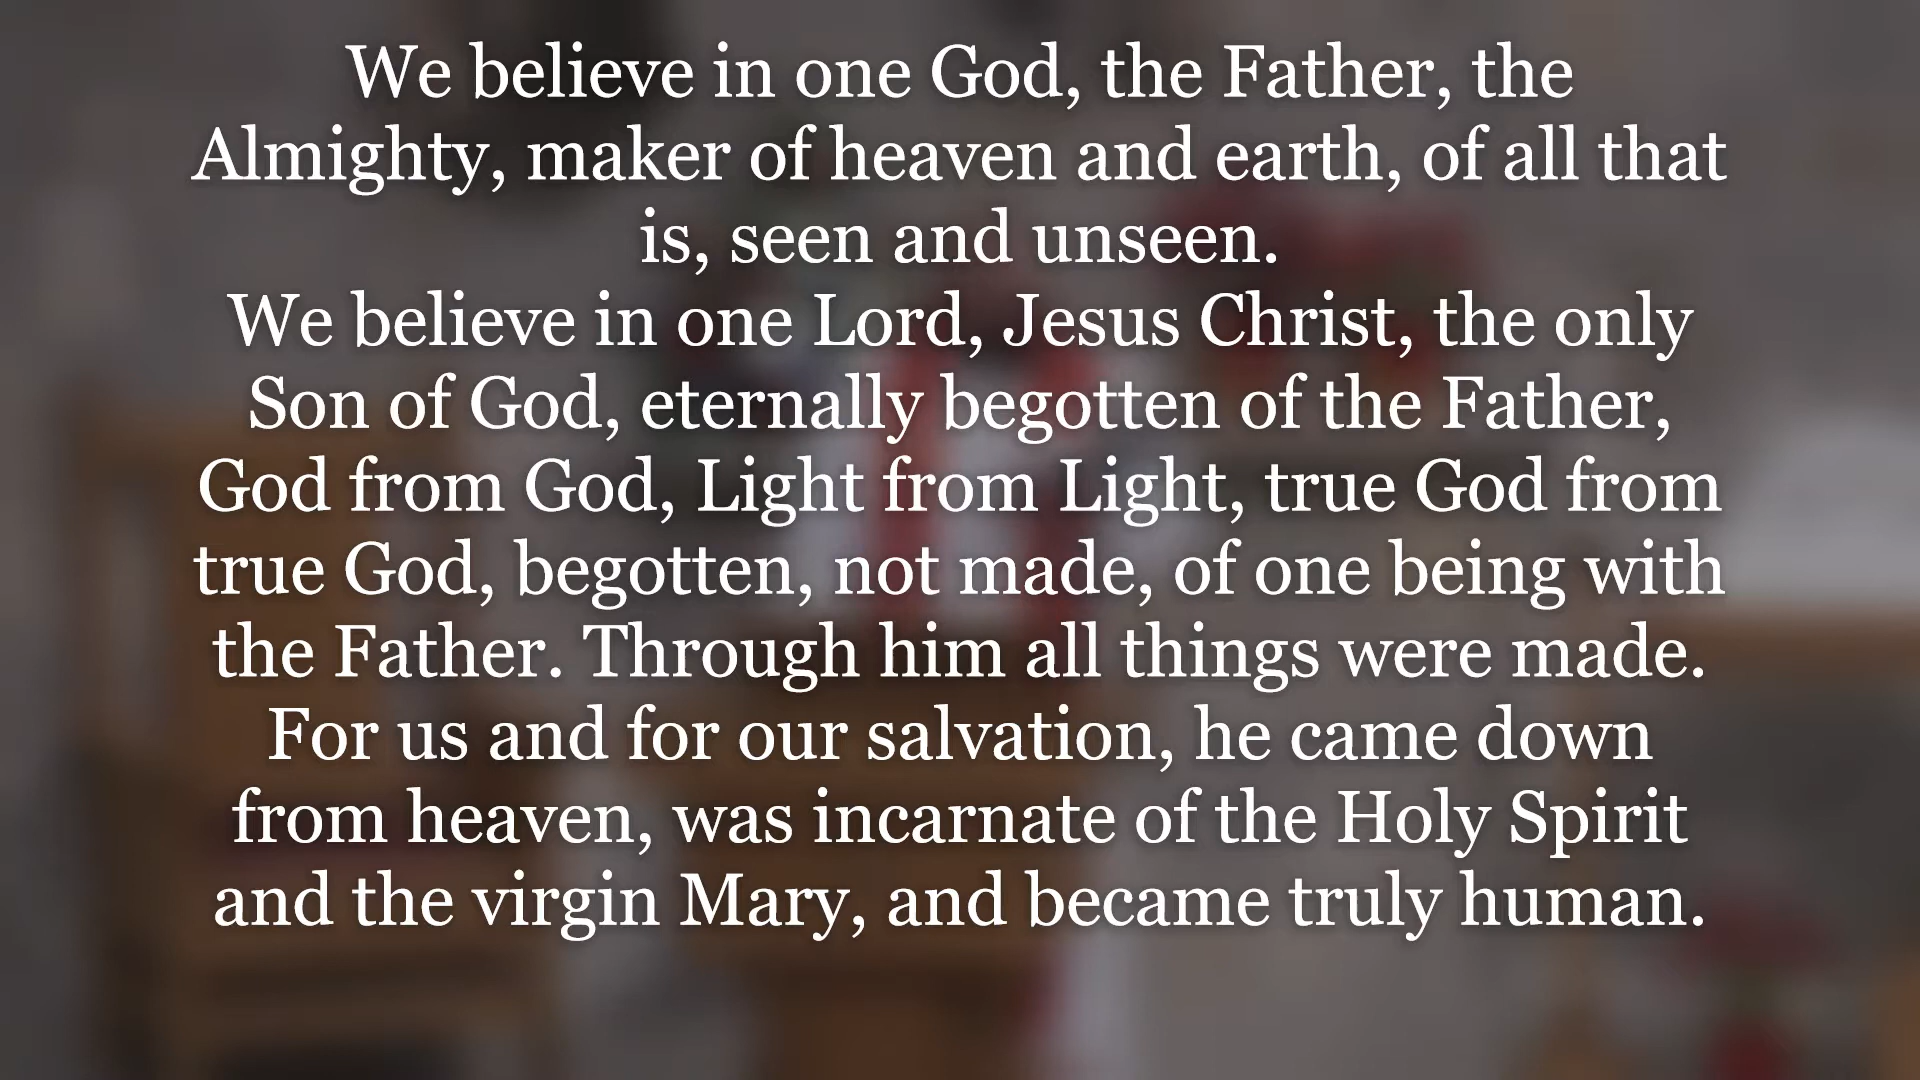 We believe in one God, the Father, the
Almighty, maker of heaven and earth, of all that
is, seen and unseen.
We believe in one Lord, Jesus Christ, the only
Son of God, eternally begotten of the Father,
God from God, Light from Light, true God from
true God, begotten, not made, of one being with
the Father. Through him all things were made.
For us and for our salvation, he came down
from heaven, was incarnate of the Holy Spirit
and the virgin Mary, and became truly human.